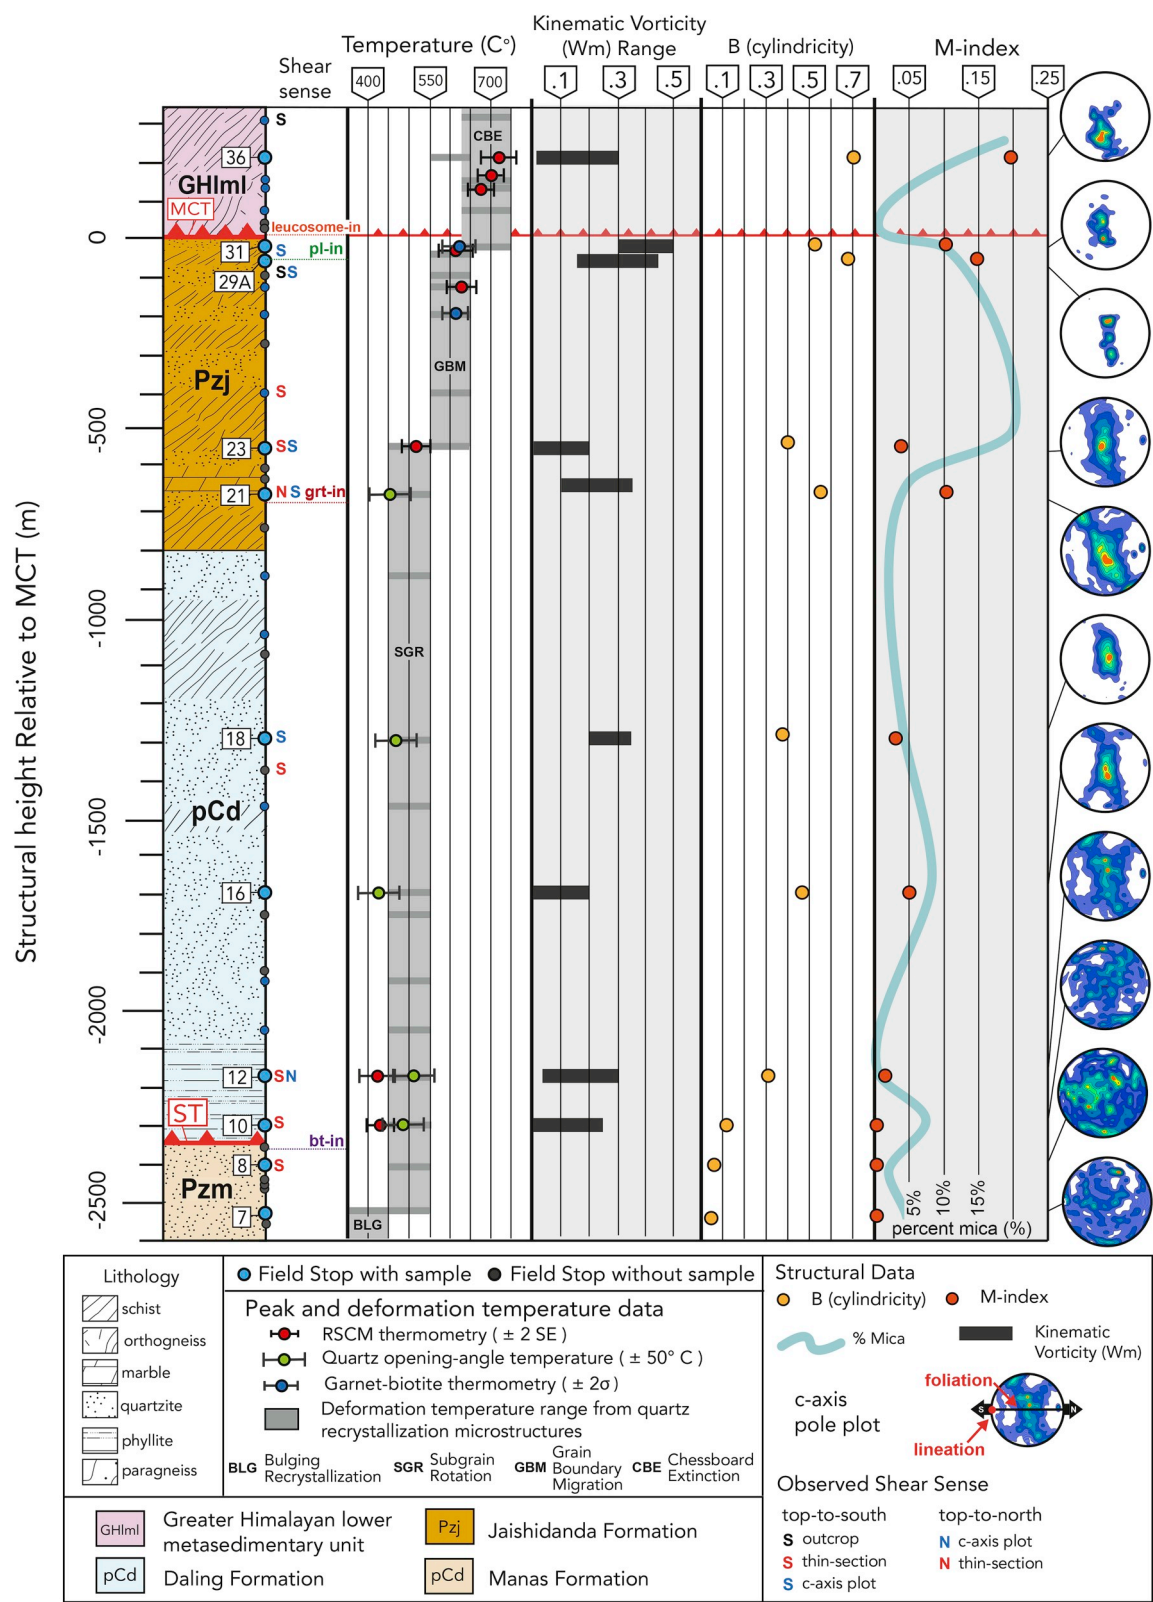 Kinematic Vorticity
Temperature (C°) (Wm) Range B (cylindricity) M-index
Shear
sense
400 550 700 .1 .3 .5 .1 .3 .5 .7 .05 .15 .25
S
CBE
36
GHlml
MCT
leucosome-in
0
31 S pl-in
S S
29A
GBM
Pzj
S
-500
23 S S
21 N S grt-in
-1000
SGR
18 S
S
pCd
-1500
16
-2000
12 S N
ST
10 S
bt-in
8 S
Pzm
-2500
7
BLG
5% 10% 15%
percent mica (%)
Structural height Relative to MCT (m)
Lithology
schist
orthogneiss
marble
quartzite
phyllite
paragneiss
Field Stop with sample Field Stop without sample
Peak and deformation temperature data
RSCM thermometry ( ± 2 SE )
Quartz opening-angle temperature ( ± 50° C )
Garnet-biotite thermometry ( ± 2σ)
Deformation temperature range from quartz
recrystallization microstructures
BLG Bulging
Recrystallization
SGR Subgrain
Rotation
GBM Grain
Boundary
Migration
CBE Chessboard
Extinction
GHlml Greater Himalayan lower
metasedimentary unit
Pzj Jaishidanda Formation
pCd Daling Formation
pCd Manas Formation
Structural Data
B (cylindricity) M-index
% Mica
Kinematic
Vorticity (Wm)
c-axis
pole plot
foliation
S N
lineation
Observed Shear Sense
top-to-south top-to-north
S outcrop N c-axis plot
S thin-section N thin-section
S c-axis plot